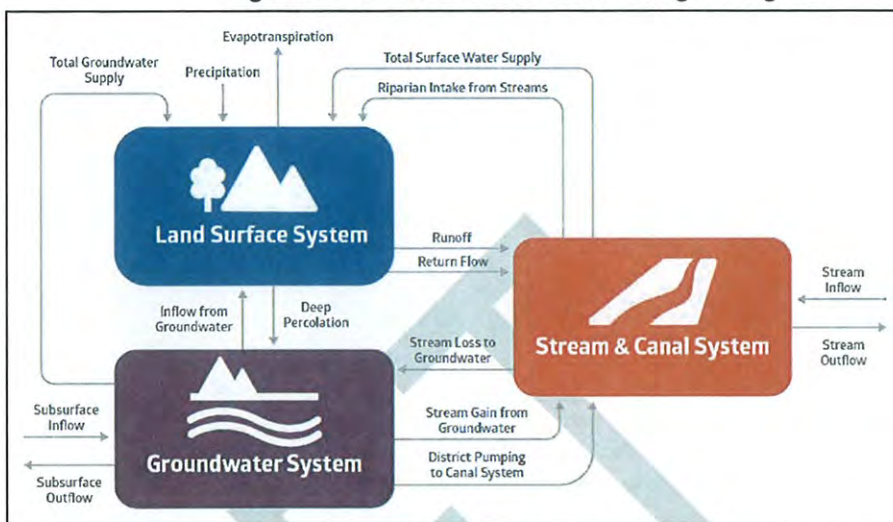 Evapotranspiration
Total Groundwater
Supply
Precipitation
Total Surface Water Supply
Riparian Intake from Streams
Land Surface System
Runoff
Return Flow
Inflow from
Groundwater
Deep
Percolation
Stream Loss to
Groundwater
Stream & Canal System
Stream
Inflow
Stream
Outflow
Subsurface
Inflow
Groundwater System
Subsurface
Outflow
Stream Gain from
Groundwater
District Pumping
to Canal System